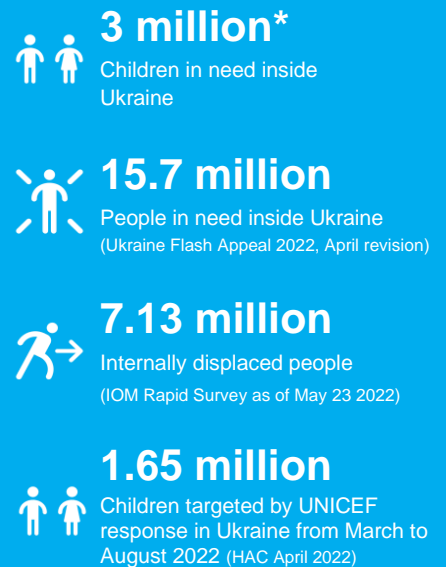 3 million*
Children in need inside
Ukraine
15.7 million
People in need inside Ukraine
(Ukraine Flash Appeal 2022, April revision)
7.13 million
Internally displaced people
(IOM Rapid Survey as of May 23 2022)
1.65 million
Children targeted by UNICEF
response in Ukraine from March to
August 2022 (HAC April 2022)